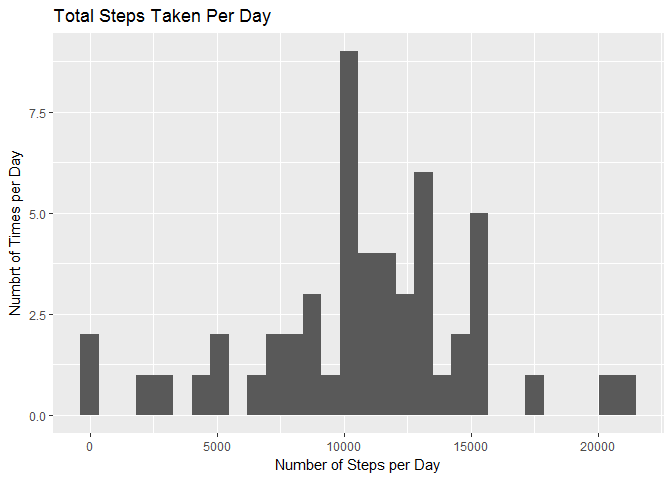 Total Steps Taken Per Day
Numbrt of Times per Day
7.5
5.0
2.5
0.0
0 5000 10000 15000 20000
Number of Steps per Day